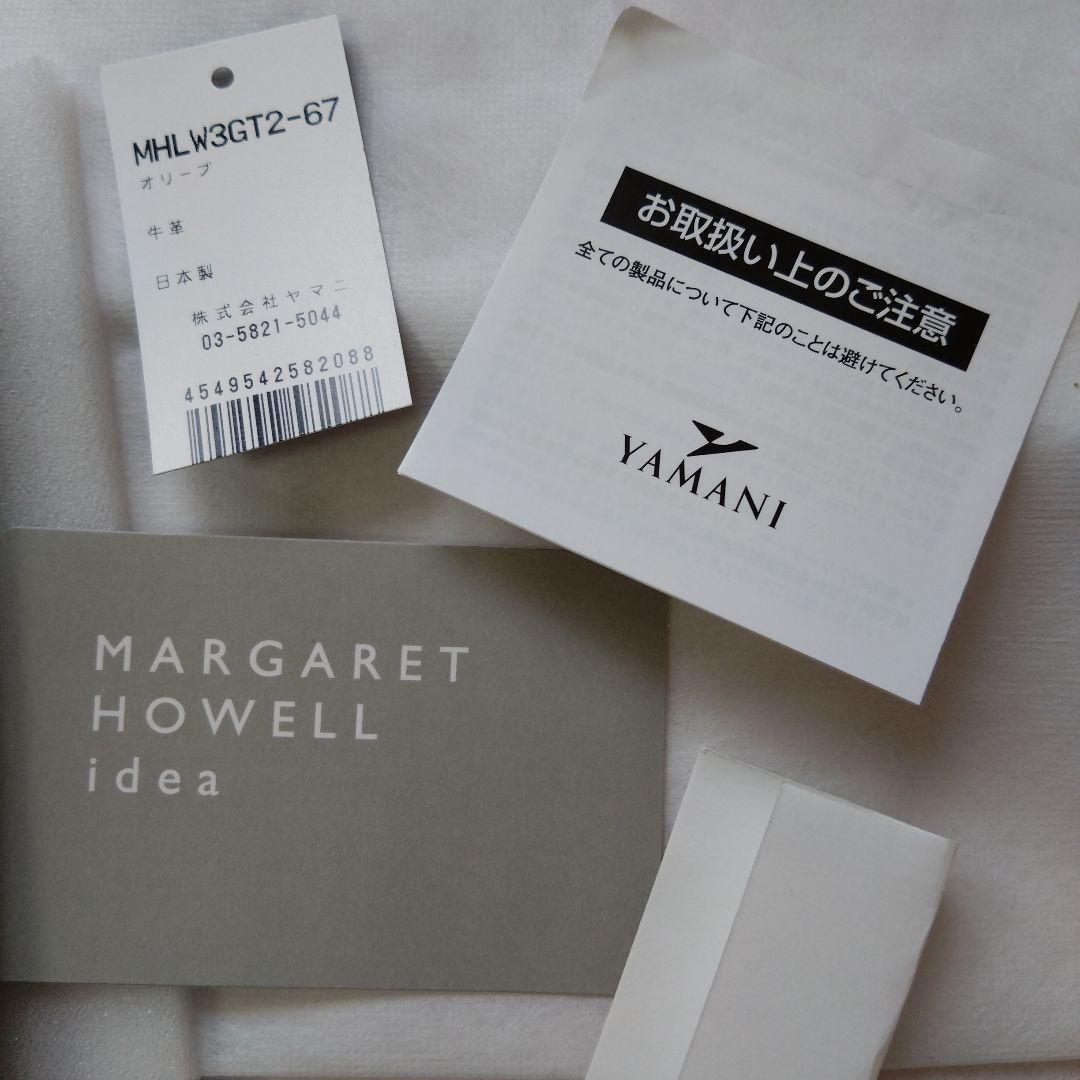 MHLW3GT2-67
オリーブ
牛革
日本製
株式会社ヤマニ
03-5821-5044
4549542582088
お取扱い上のご注意
全ての製品について下記のことは避けてください。
YAMANI
MARGARET
HOWELL
idea